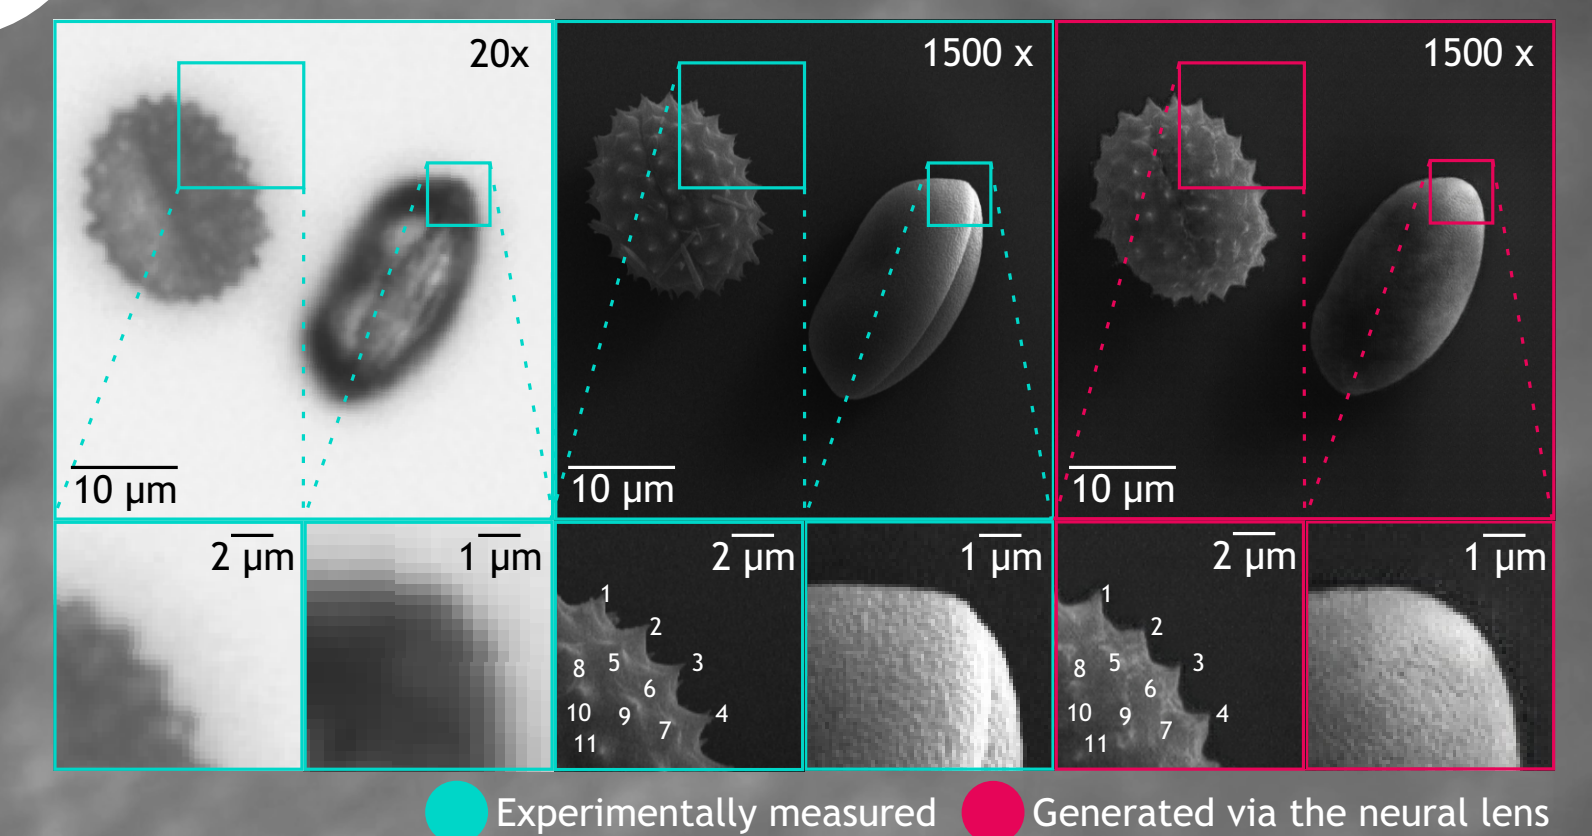 20x
1500 x
1500 x
10 µm
10 µm
10 µm
2 µm
1 µm
2 µm
1 µm
2 µm
1 µm
1
2
3
8 5
6
10 9 7 4
11
1
2
3
8 5
6
10 9 7 4
11
Experimentally measured
Generated via the neural lens